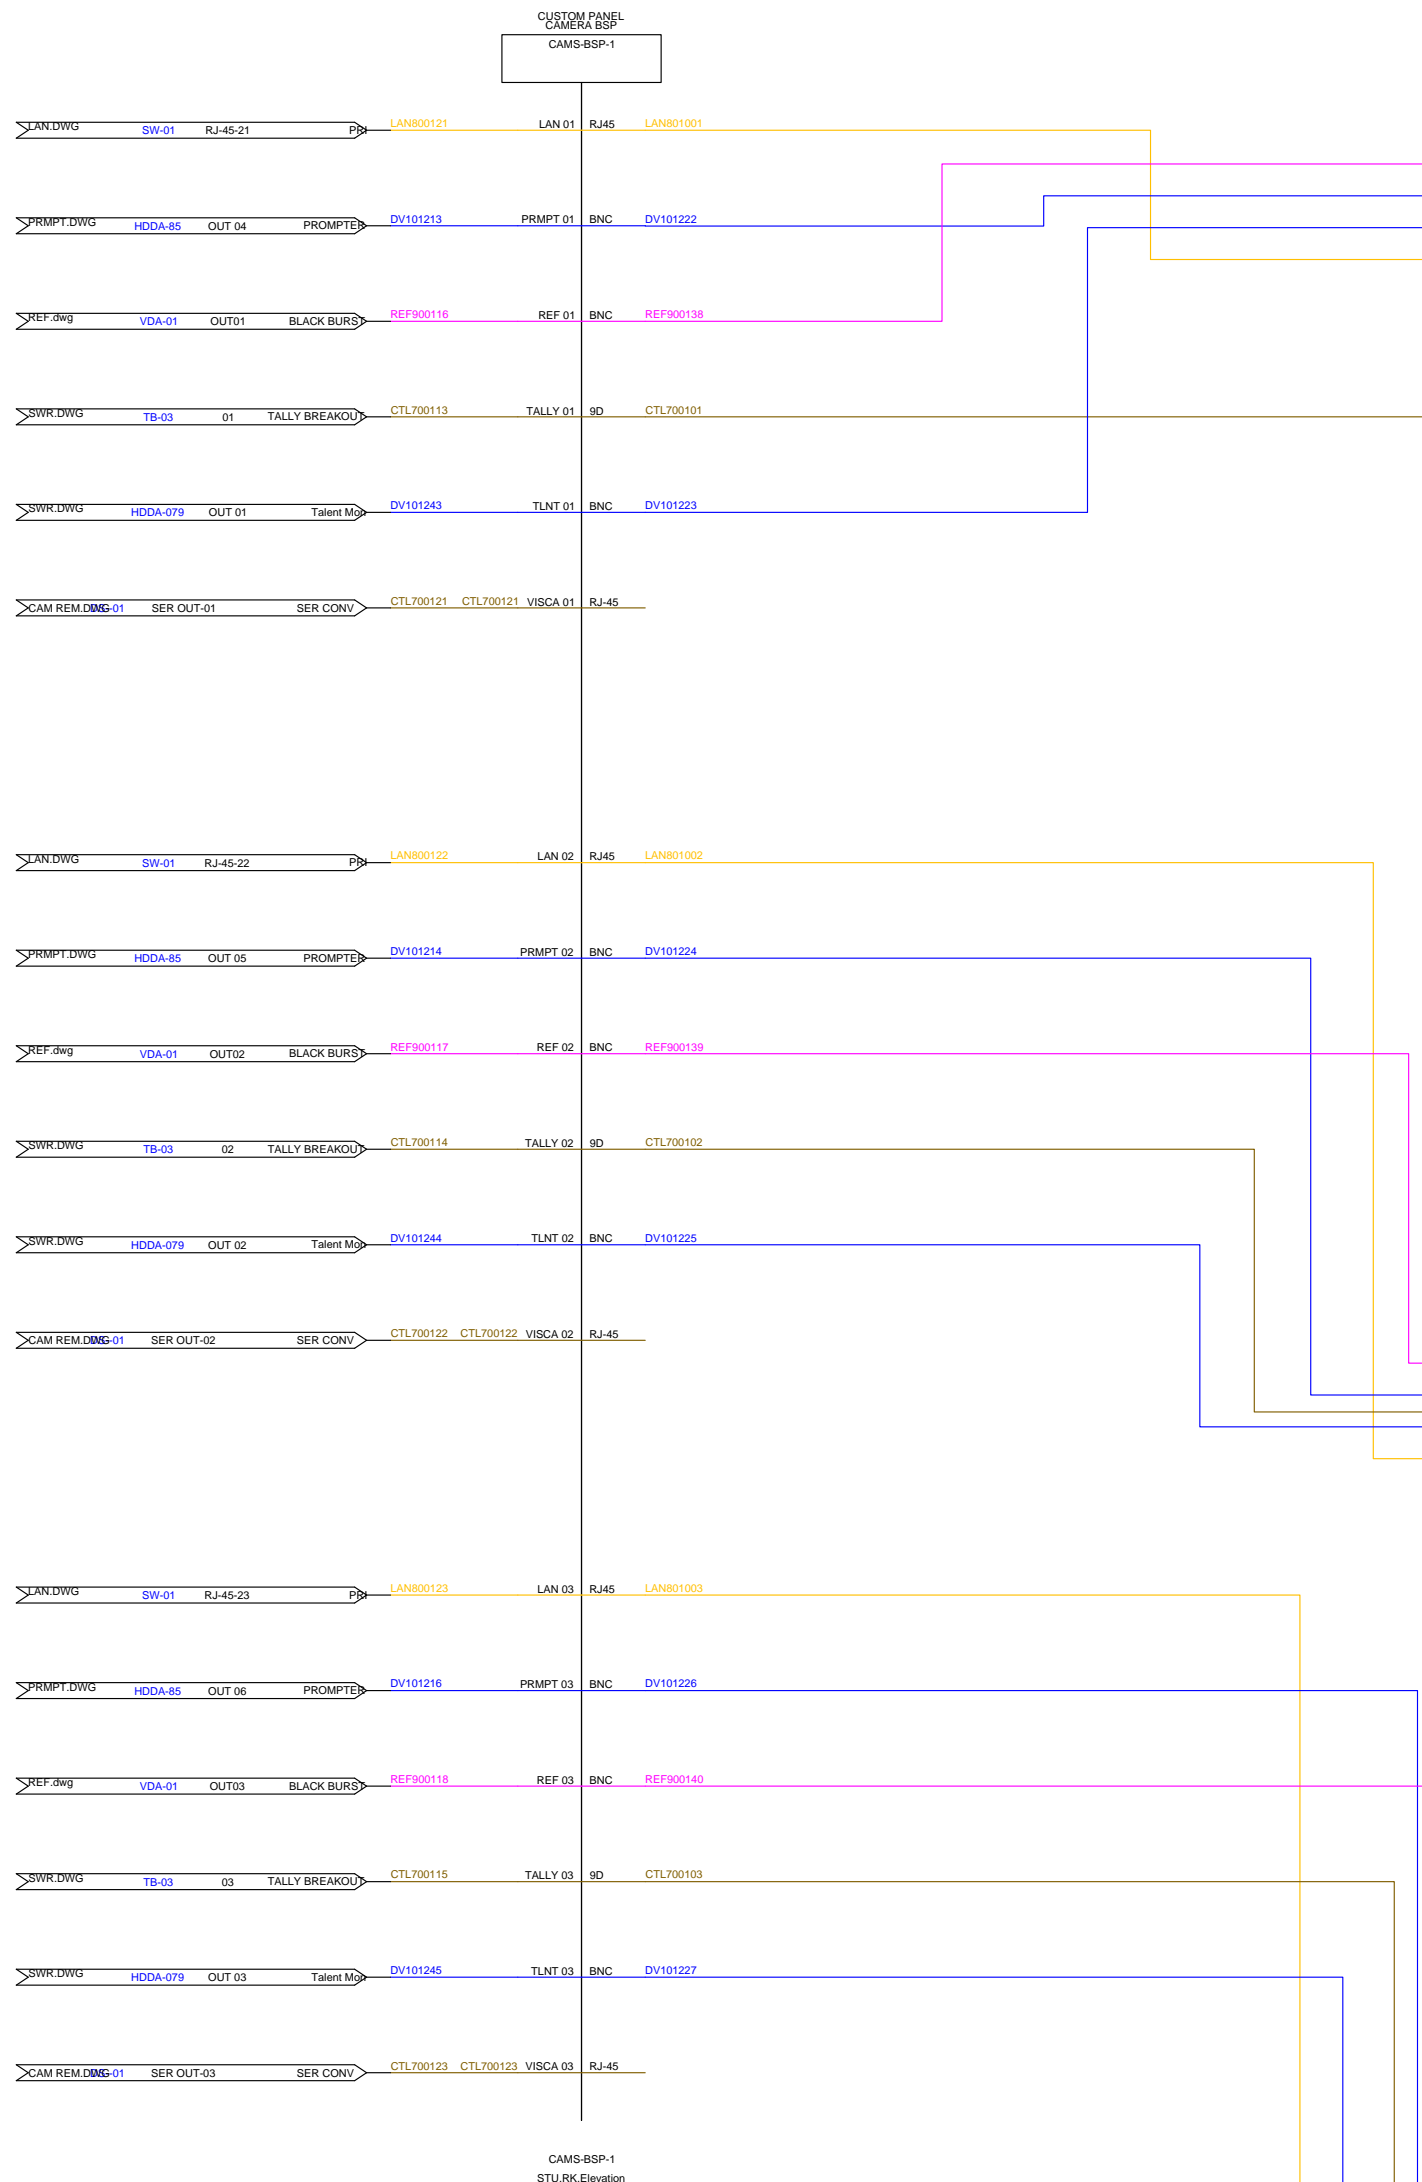 CUSTOM PANEL
CAMERA BSP
CAMS-BSP-1
LAN.DWG SW-01 RJ-45-21 PRI LAN800121 LAN 01 RJ45 LAN801001
PRMPT.DWG HDDA-85 OUT 04 PROMPTER DV101213 PRMPT 01 BNC DV101222
REF.dwg VDA-01 OUT01 BLACK BURST REF900116 REF 01 BNC REF900138
SWR.DWG TB-03 01 TALLY BREAKOUT CTL700113 TALLY 01 9D CTL700101
SWR.DWG HDDA-079 OUT 01 Talent Mon DV101243 TLNT 01 BNC DV101223
CAM REM.DWG SER OUT-01 SER CONV CTL700121 CTL700121 VISCA 01 RJ-45
LAN.DWG SW-01 RJ-45-22 PRI LAN800122 LAN 02 RJ45 LAN801002
PRMPT.DWG HDDA-85 OUT 05 PROMPTER DV101214 PRMPT 02 BNC DV101224
REF.dwg VDA-01 OUT02 BLACK BURST REF900117 REF 02 BNC REF900139
SWR.DWG TB-03 02 TALLY BREAKOUT CTL700114 TALLY 02 9D CTL700102
SWR.DWG HDDA-079 OUT 02 Talent Mon DV101244 TLNT 02 BNC DV101225
CAM REM.DWG SER OUT-02 SER CONV CTL700122 CTL700122 VISCA 02 RJ-45
LAN.DWG SW-01 RJ-45-23 PRI LAN800123 LAN 03 RJ45 LAN801003
PRMPT.DWG HDDA-85 OUT 06 PROMPTER DV101216 PRMPT 03 BNC DV101226
REF.dwg VDA-01 OUT03 BLACK BURST REF900118 REF 03 BNC REF900140
SWR.DWG TB-03 03 TALLY BREAKOUT CTL700115 TALLY 03 9D CTL700103
SWR.DWG HDDA-079 OUT 03 Talent Mon DV101245 TLNT 03 BNC DV101227
CAM REM.DWG SER OUT-03 SER CONV CTL700123 CTL700123 VISCA 03 RJ-45
CAMS-BSP-1
STU.RK.Elevation